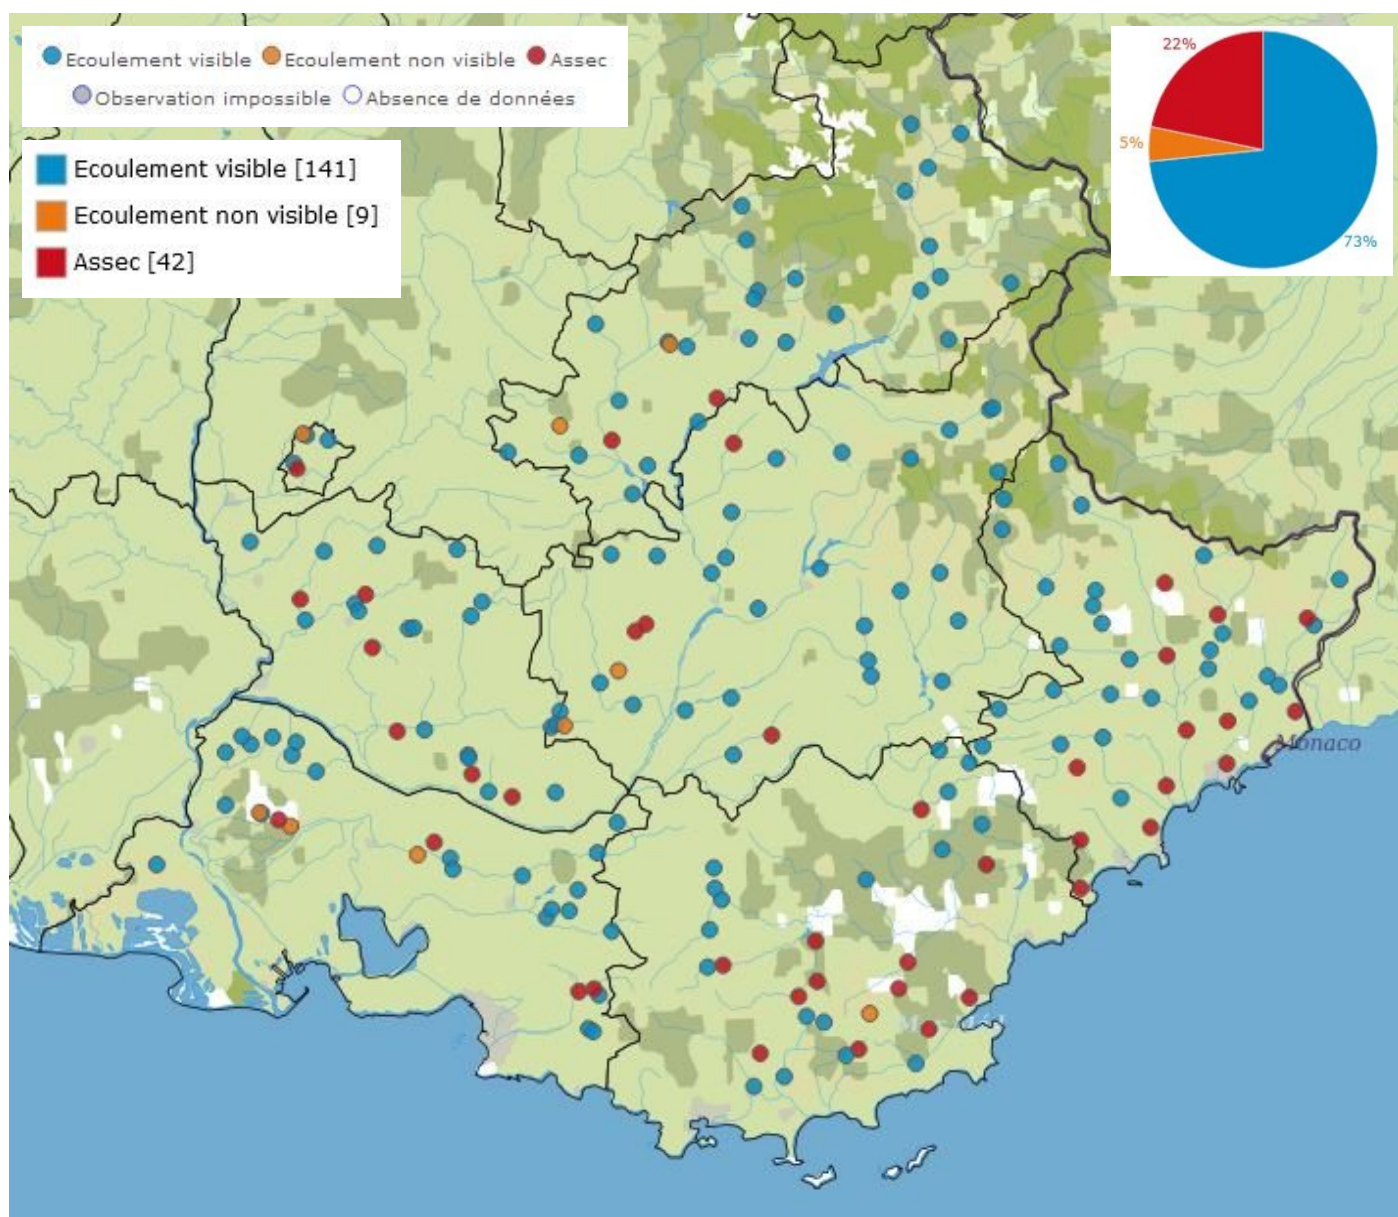 Ecoulement visible Ecoulement non visible Assec
Observation impossible Absence de données
Ecoulement visible [141]
Ecoulement non visible [9]
Assec [42]
22%
5%
73%
Monaco